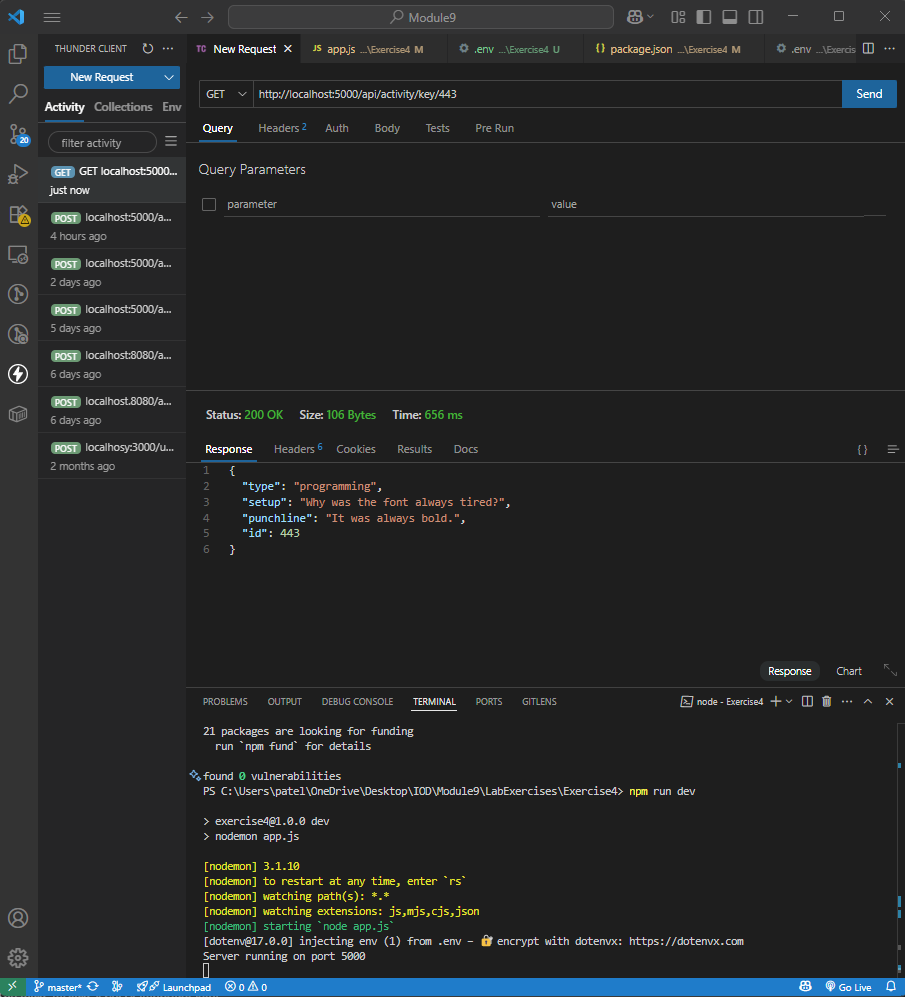 Module9
THUNDER CLIENT
New Request
Activity Collections Env
filter activity
GET GET localhost:5000...
just now
POST localhost:5000/a...
4 hours ago
POST localhost:5000/a...
2 days ago
POST localhost:5000/a...
5 days ago
POST localhost:8080/a...
6 days ago
POST localhost.8080/a...
6 days ago
POST localhosy:3000/u...
2 months ago
20
TC New Request JS app.js ...\Exercise4 M .env ...\Exercise4 U {} package.json ...\Exercise4 M .env ...\Exercis
GET http://localhost:5000/api/activity/key/443 Send
Query Headers 2 Auth Body Tests Pre Run
Query Parameters
parameter value
Status: 200 OK Size: 106 Bytes Time: 656 ms
Response Headers 6 Cookies Results Docs { }
1 {
2 "type": "programming",
3 "setup": "Why was the font always tired?",
4 "punchline": "It was always bold.",
5 "id": 443
6 }
Response Chart
PROBLEMS OUTPUT DEBUG CONSOLE TERMINAL PORTS GITLENS
node - Exercise4
21 packages are looking for funding
run `npm fund` for details
found 0 vulnerabilities
PS C:\Users\patel\OneDrive\Desktop\IOD\Module9\LabExercises\Exercise4> npm run dev
> exercise4@1.0.0 dev
> nodemon app.js
[nodemon] 3.1.10
[nodemon] to restart at any time, enter `rs`
[nodemon] watching path(s): *.*
[nodemon] watching extensions: js,mjs,cjs,json
[nodemon] starting `node app.js`
[dotenv@17.0.0] injecting env (1) from .env – 🔐 encrypt with dotenvx: https://dotenvx.com
Server running on port 5000
master* Launchpad 0 0 Go Live